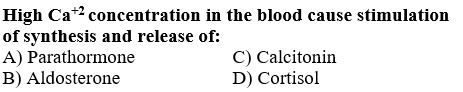 High Ca⁺² concentration in the blood cause stimulation
of synthesis and release of:
A) Parathormone C) Calcitonin
B) Aldosterone D) Cortisol